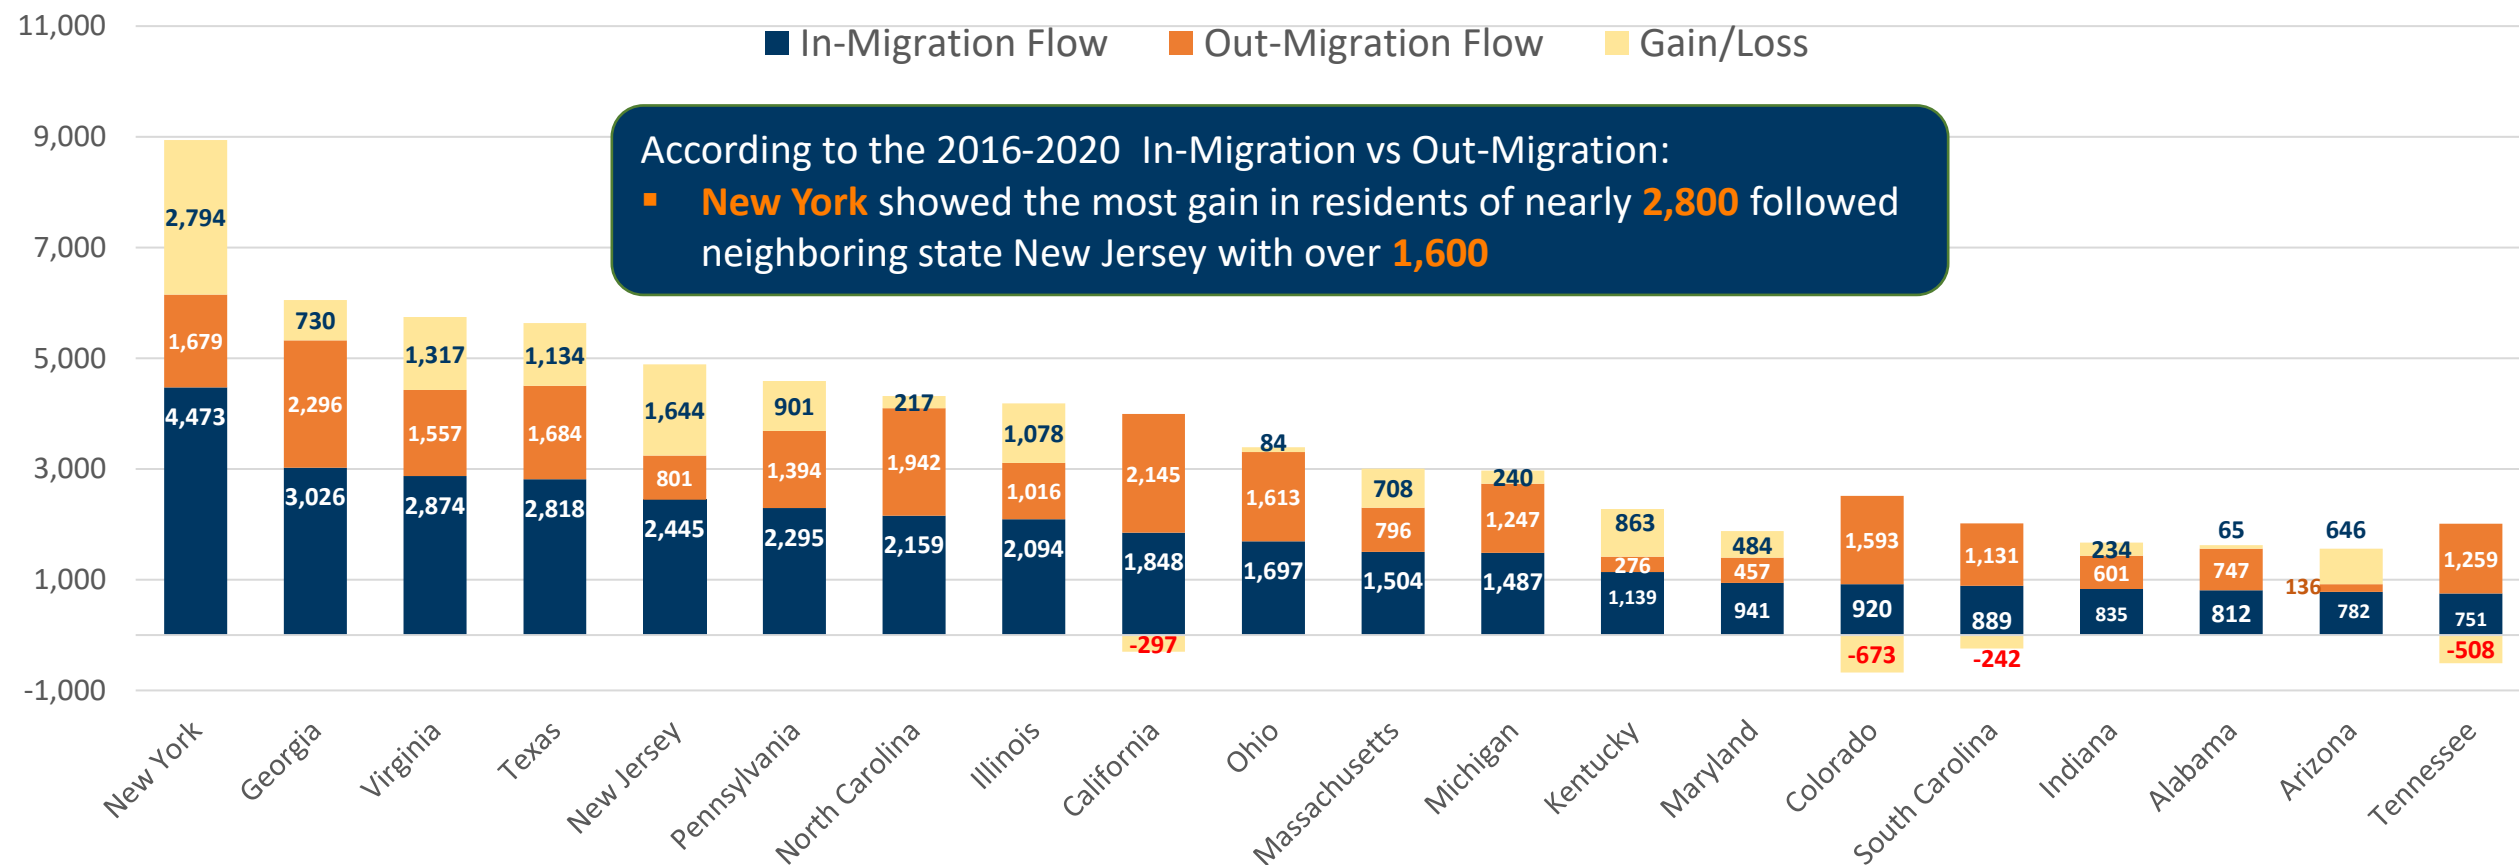 11,000
In-Migration Flow Out-Migration Flow Gain/Loss
9,000
According to the 2016-2020 In-Migration vs Out-Migration:
▪ New York showed the most gain in residents of nearly 2,800 followed
neighboring state New Jersey with over 1,600
7,000
5,000
3,000
1,000
-1,000
2,794
1,679
4,473
730
2,296
3,026
1,317
1,557
2,874
1,134
1,684
2,818
1,644
801
2,445
901
1,394
2,295
217
1,942
2,159
1,078
1,016
2,094
2,145
1,848
-297
84
1,613
1,697
708
796
1,504
240
1,247
1,487
863
276
1,139
484
457
941
1,593
920
-673
1,131
889
-242
234
601
835
65
747
812
646
136
782
1,259
751
-508
New York
Georgia
Virginia
Texas
New Jersey
Pennsylvania
North Carolina
Illinois
California
Ohio
Massachusetts
Michigan
Kentucky
Maryland
Colorado
South Carolina
Indiana
Alabama
Arizona
Tennessee